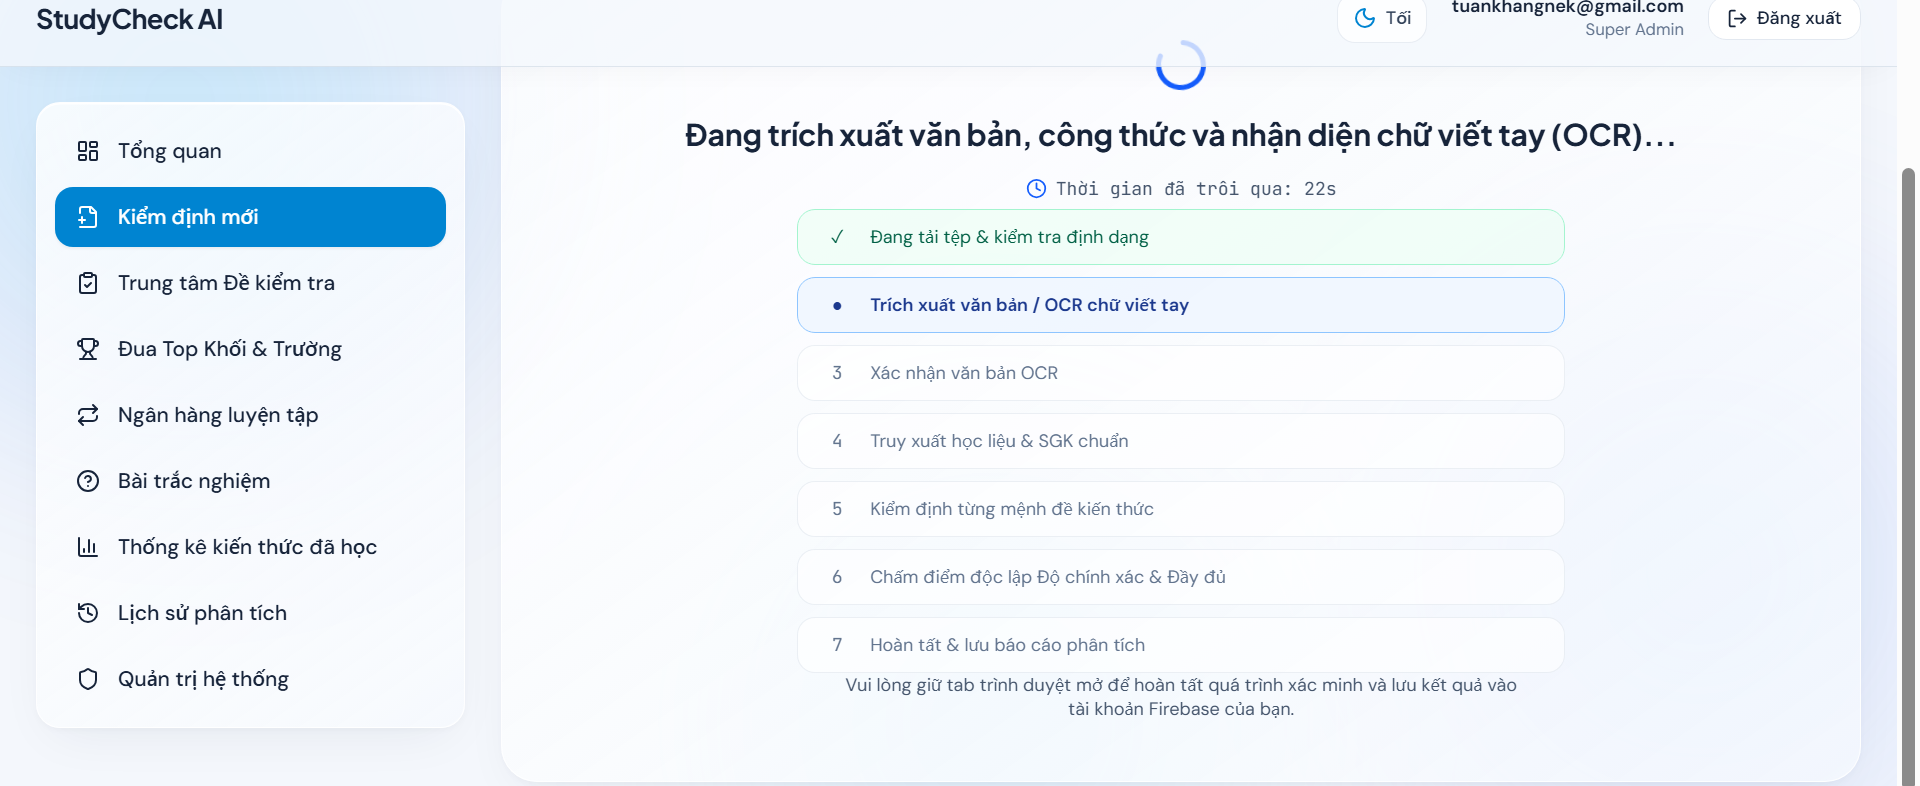 StudyCheck AI
Tối
tuankhangnek@gmail.com
Super Admin
Đăng xuất
Tổng quan
Kiểm định mới
Trung tâm Đề kiểm tra
Đua Top Khối & Trường
Ngân hàng luyện tập
Bài trắc nghiệm
Thống kê kiến thức đã học
Lịch sử phân tích
Quản trị hệ thống
Đang trích xuất văn bản, công thức và nhận diện chữ viết tay (OCR)...
Thời gian đã trôi qua: 22s
✓ Đang tải tệp & kiểm tra định dạng
● Trích xuất văn bản / OCR chữ viết tay
3 Xác nhận văn bản OCR
4 Truy xuất học liệu & SGK chuẩn
5 Kiểm định từng mệnh đề kiến thức
6 Chấm điểm độc lập Độ chính xác & Đầy đủ
7 Hoàn tất & lưu báo cáo phân tích
Vui lòng giữ tab trình duyệt mở để hoàn tất quá trình xác minh và lưu kết quả vào
tài khoản Firebase của bạn.